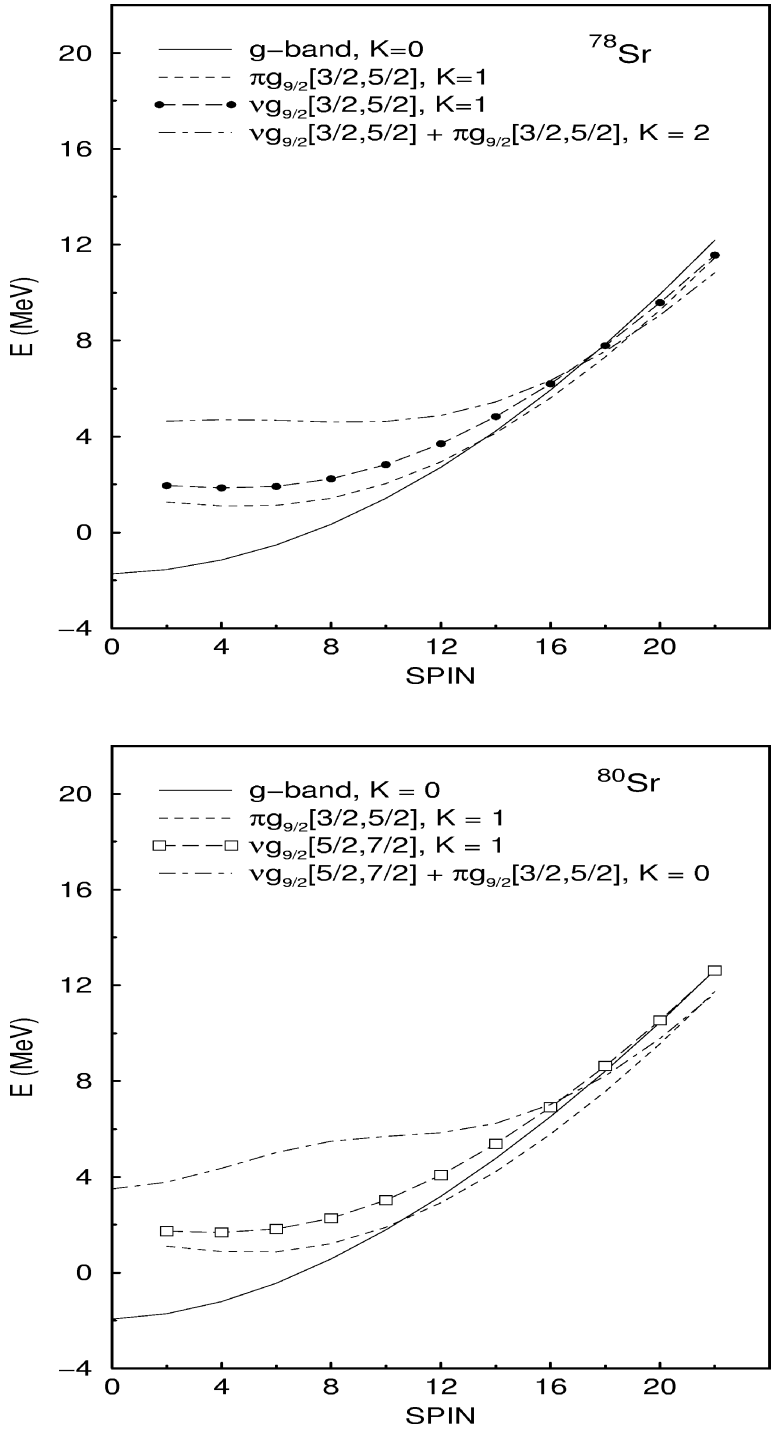 78Sr
g−band, K=0
πg9/2[3/2,5/2], K=1
νg9/2[3/2,5/2], K=1
νg9/2[3/2,5/2] + πg9/2[3/2,5/2], K = 2
20
16
12
8
4
0
−4
E (MeV)
0 4 8 12 16 20
SPIN
80Sr
g−band, K = 0
πg9/2[3/2,5/2], K = 1
νg9/2[5/2,7/2], K = 1
νg9/2[5/2,7/2] + πg9/2[3/2,5/2], K = 0
20
16
12
8
4
0
−4
E (MeV)
0 4 8 12 16 20
SPIN